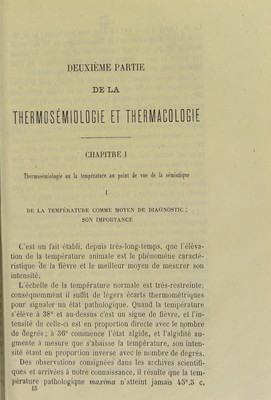 DEUXIÈME PARTIE
DE LA
THERMOSÉMIOLOGIE ET THERMACOLOGIE
CHAPITRE I
Thermosémiologie ou la température au point de vue de la sémiotique
I
DE LA TEMPÉRATURE COMME MOYEN DE DIAGNOSTIC ;
SON IMPORTANCE
C'est un fait établi, depuis très-long-temps, que l'éléva-
tion de la température animale est le phénomène caracté-
ristique de la fièvre et le meilleur moyen de mesurer son
intensité.
L'échelle de la température normale est très-restreinte;
conséquemment il suffit de légers écarts thermométriques
pour signaler un état pathologique. Quand la température
s'élève à 38° et au-dessus c'est un signe de fièvre, et l'in-
tensité de celle-ci est en proportion directe avec le nombre
de degrés ; à 36° commence l'état algide, et l'algidité au-
gmente à mesure que s'abaisse la température, son inten-
sité étant en proportion inverse avec le nombre de degrés.
Des observations consignées dans les archives scientifi-
ques et arrivées à notre connaissance, il résulte que la tem-
pérature pathologique maxima n'atteint jamais 45°,5 c.
15